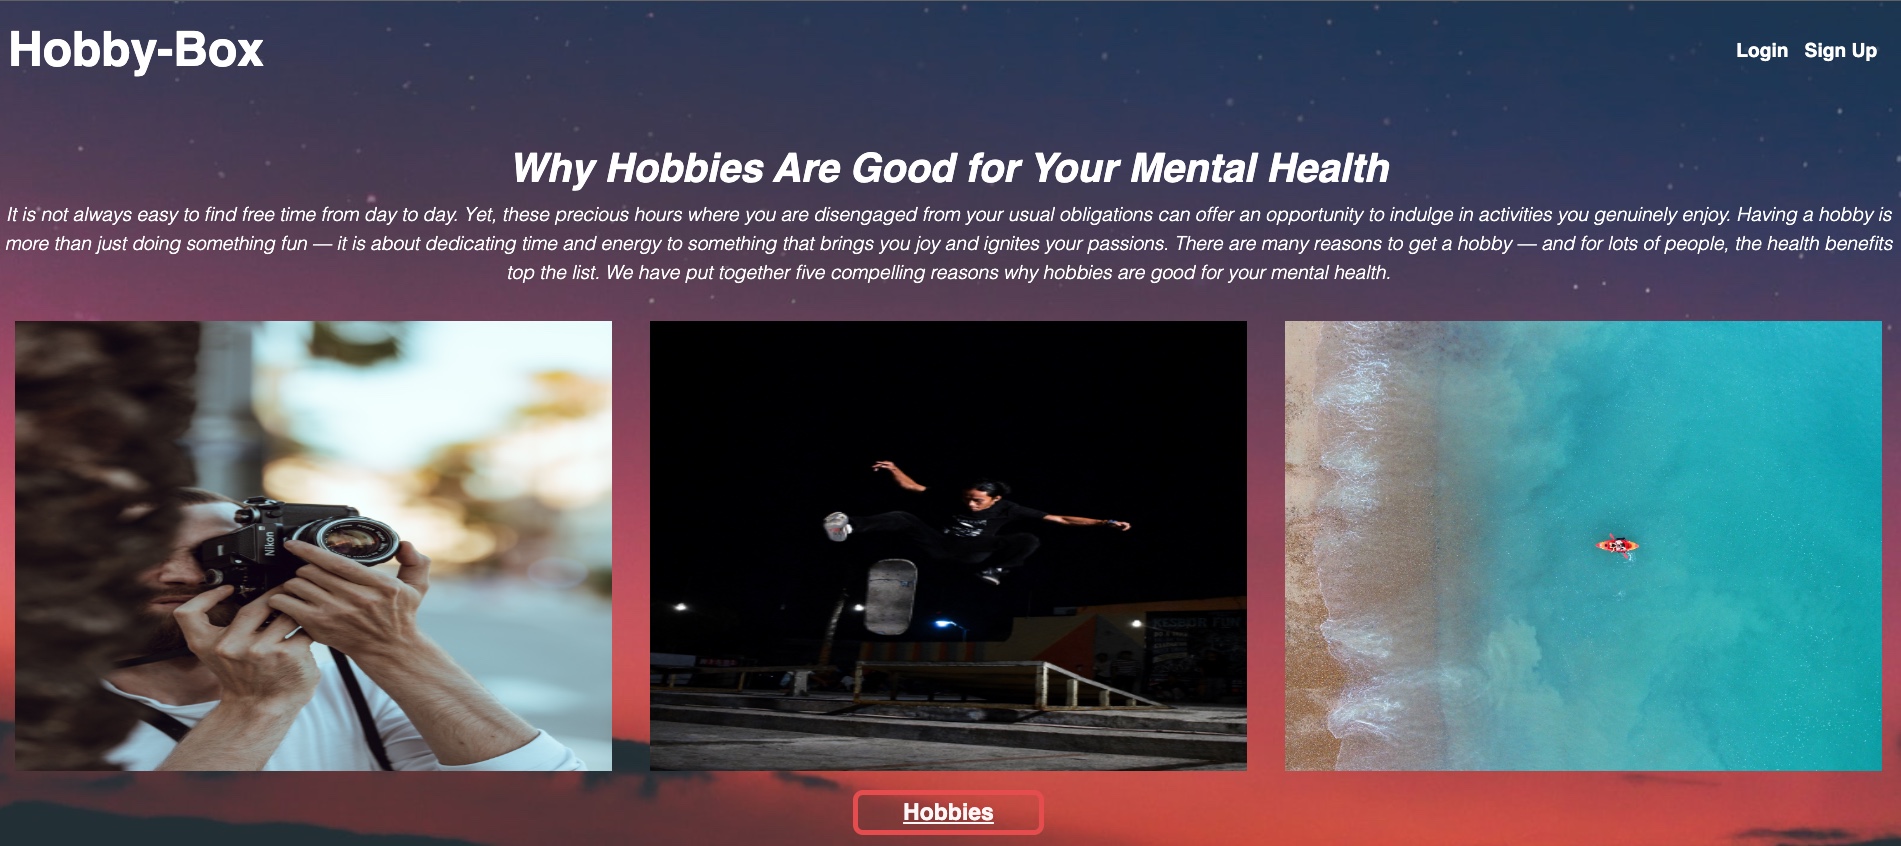 Hobby-Box
Login Sign Up
Why Hobbies Are Good for Your Mental Health
It is not always easy to find free time from day to day. Yet, these precious hours where you are disengaged from your usual obligations can offer an opportunity to indulge in activities you genuinely enjoy. Having a hobby is
more than just doing something fun — it is about dedicating time and energy to something that brings you joy and ignites your passions. There are many reasons to get a hobby — and for lots of people, the health benefits
top the list. We have put together five compelling reasons why hobbies are good for your mental health.
Nikon
Hobbies